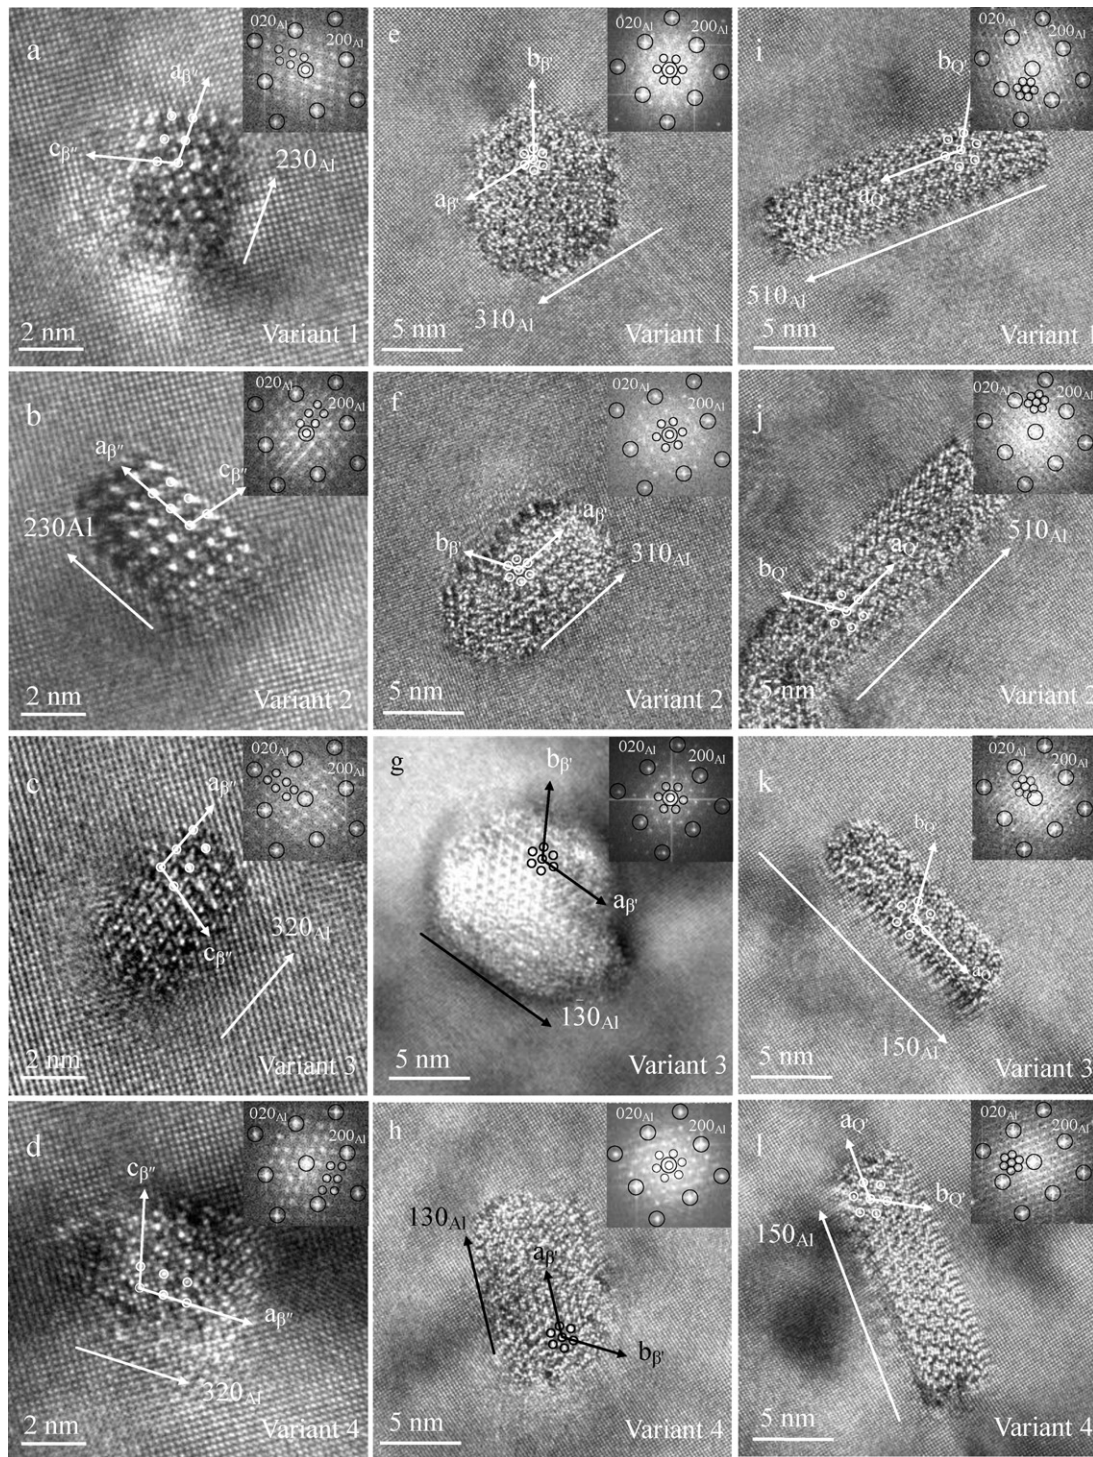 a
020Al
200Al
aβ'
cβ''
230Al
2 nm
Variant 1
e
020Al
200Al
bβ'
aβ'
310Al
5 nm
Variant 1
i
020Al
200Al
bQ'
aQ'
510Al
5 nm
Variant 1
b
020Al
200Al
aβ''
cβ''
230Al
2 nm
Variant 2
f
020Al
200Al
aβ'
bβ'
310Al
5 nm
Variant 2
j
020Al
200Al
aQ'
bQ'
510Al
5 nm
Variant 2
c
020Al
200Al
aβ''
cβ''
320Al
2 nm
Variant 3
g
020Al
200Al
bβ'
aβ'
1-30Al
5 nm
Variant 3
k
020Al
200Al
bQ'
aQ'
150Al
5 nm
Variant 3
d
020Al
200Al
cβ''
aβ''
320Al
2 nm
Variant 4
h
020Al
200Al
130Al
aβ'
bβ'
5 nm
Variant 4
l
020Al
200Al
aQ'
bQ'
150Al
5 nm
Variant 4